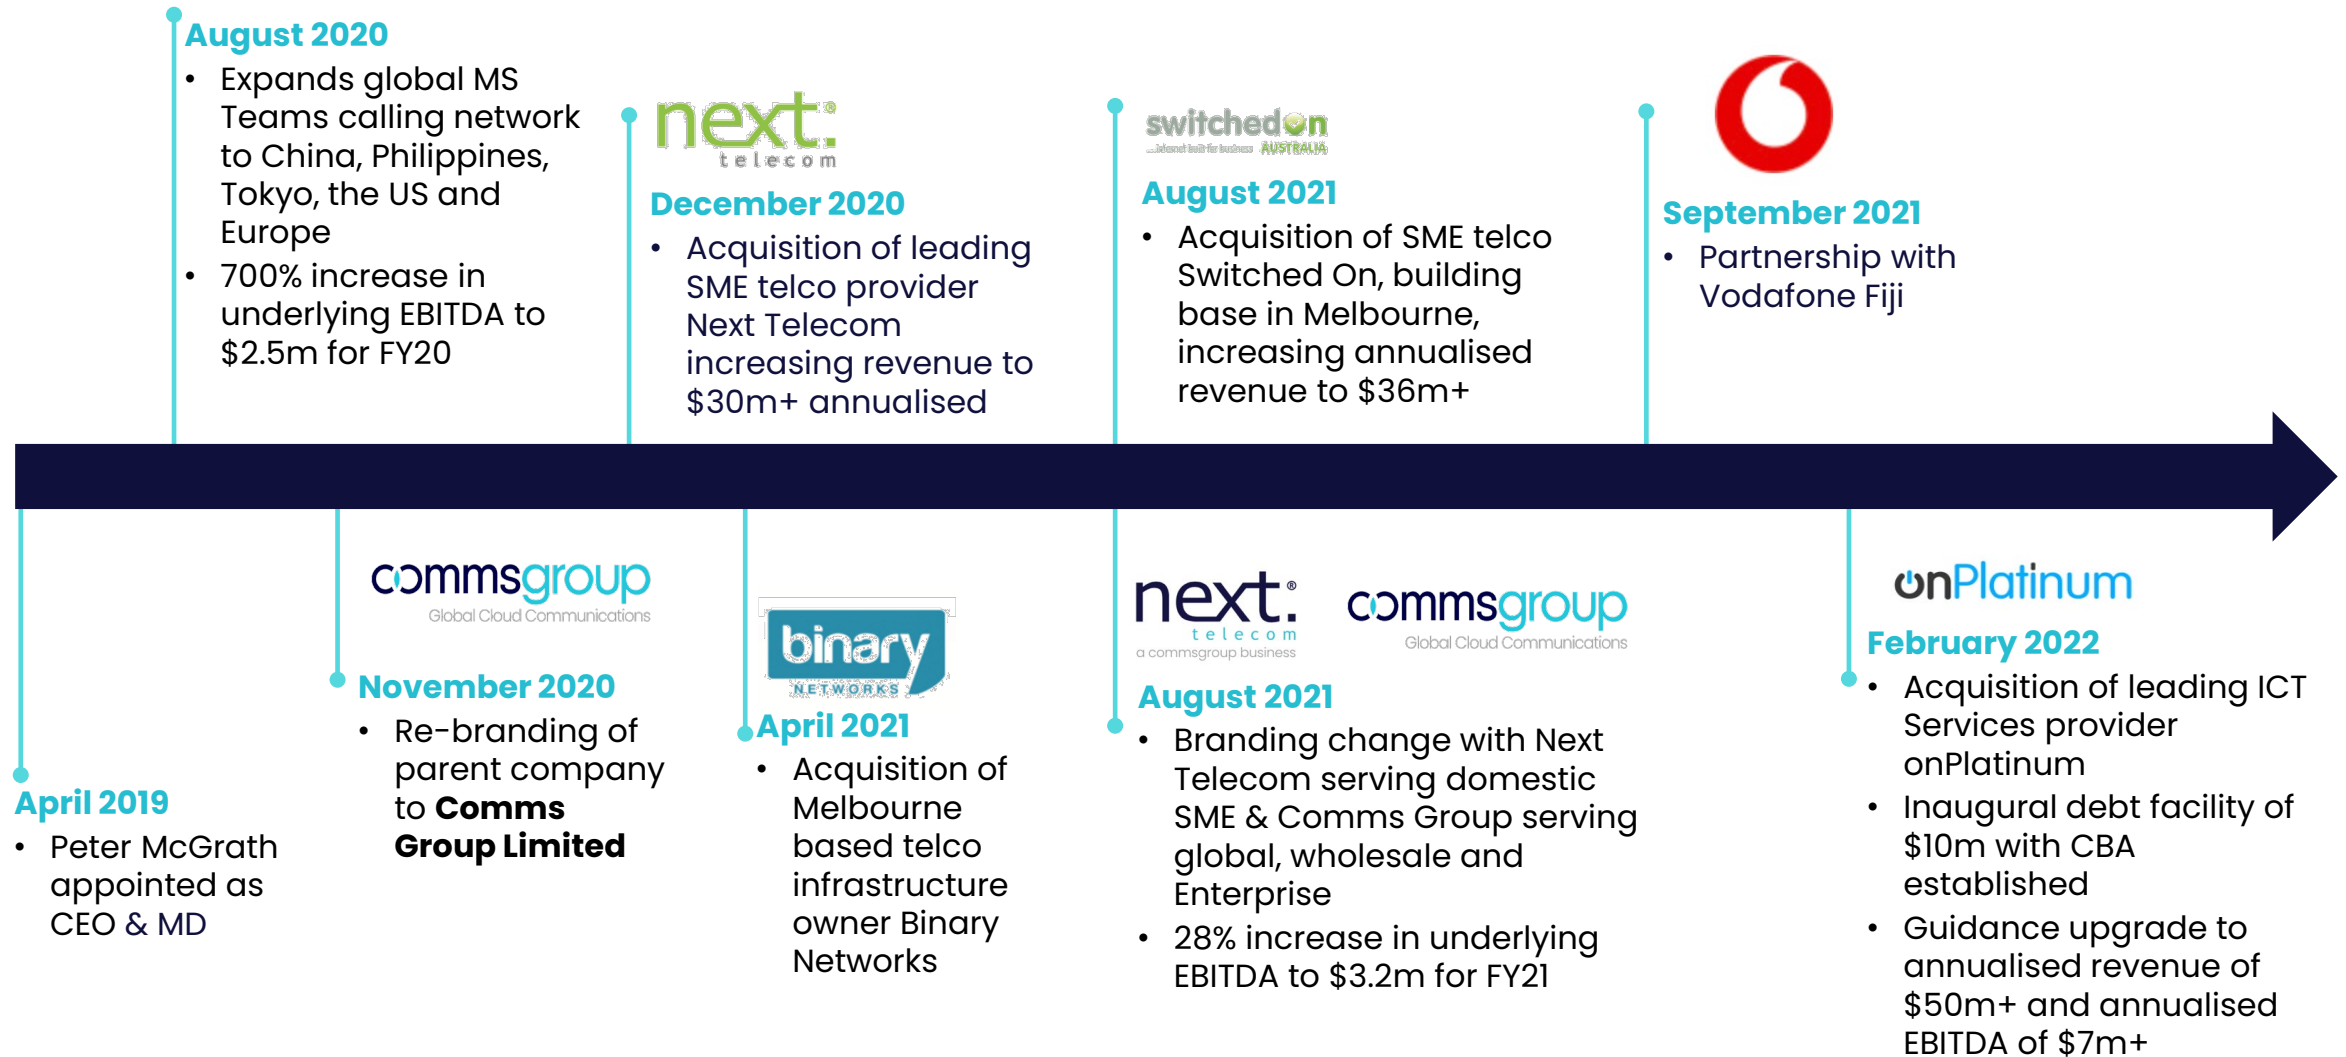 August 2020
• Expands global MS
Teams calling network
to China, Philippines,
Tokyo, the US and
Europe
• 700% increase in
underlying EBITDA to
$2.5m for FY20
next:®
telecom
December 2020
• Acquisition of leading
SME telco provider
Next Telecom
increasing revenue to
$30m+ annualised
switchedon
...internet built for business AUSTRALIA
August 2021
• Acquisition of SME telco
Switched On, building
base in Melbourne,
increasing annualised
revenue to $36m+
September 2021
• Partnership with
Vodafone Fiji
April 2019
• Peter McGrath
appointed as
CEO & MD
commsgroup
Global Cloud Communications
November 2020
• Re-branding of
parent company
to Comms
Group Limited
binary
NETWORKS
April 2021
• Acquisition of
Melbourne
based telco
infrastructure
owner Binary
Networks
next:®
telecom
a commsgroup business
commsgroup
Global Cloud Communications
August 2021
• Branding change with Next
Telecom serving domestic
SME & Comms Group serving
global, wholesale and
Enterprise
• 28% increase in underlying
EBITDA to $3.2m for FY21
onPlatinum
February 2022
• Acquisition of leading ICT
Services provider
onPlatinum
• Inaugural debt facility of
$10m with CBA
established
• Guidance upgrade to
annualised revenue of
$50m+ and annualised
EBITDA of $7m+